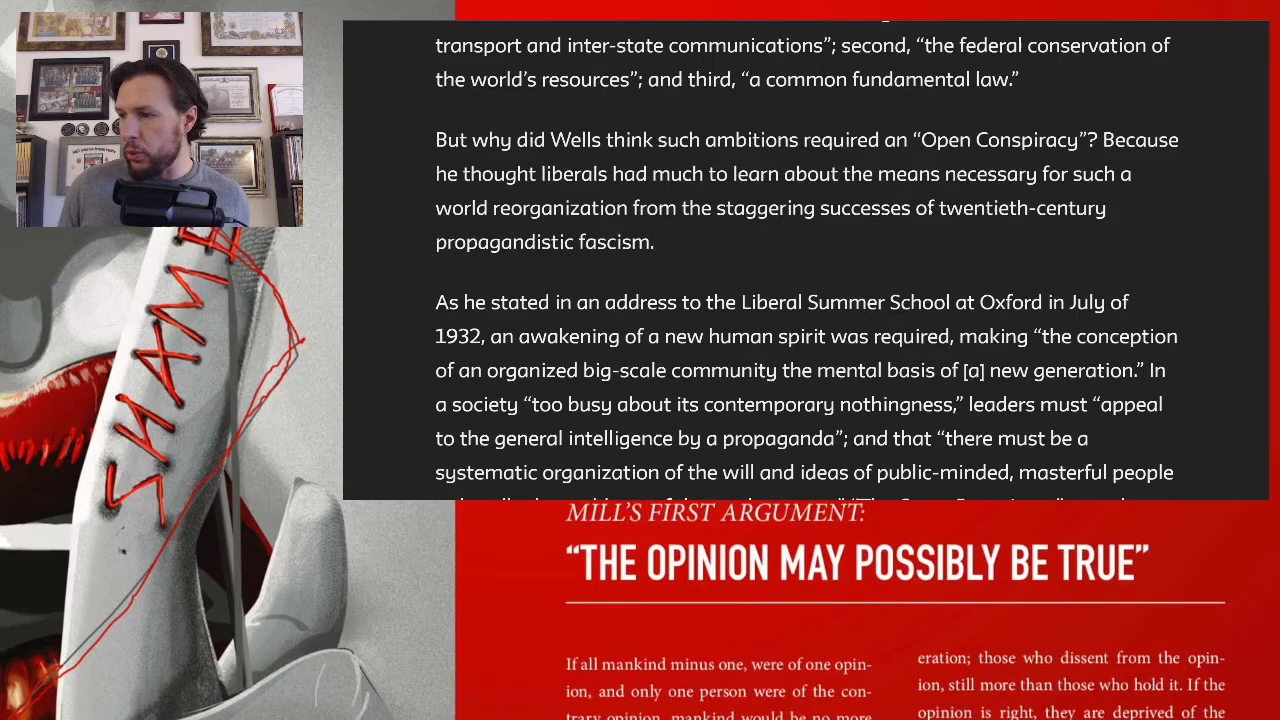 transport and inter-state communications”; second, “the federal conservation of
the world’s resources”; and third, “a common fundamental law.”
But why did Wells think such ambitions required an “Open Conspiracy”? Because
he thought liberals had much to learn about the means necessary for such a
world reorganization from the staggering successes of twentieth-century
propagandistic fascism.
As he stated in an address to the Liberal Summer School at Oxford in July of
1932, an awakening of a new human spirit was required, making “the conception
of an organized big-scale community the mental basis of [a] new generation.” In
a society “too busy about its contemporary nothingness,” leaders must “appeal
to the general intelligence by a propaganda”; and that “there must be a
systematic organization of the will and ideas of public-minded, masterful people
SHAME
MILL’S FIRST ARGUMENT:
“THE OPINION MAY POSSIBLY BE TRUE”
If all mankind minus one, were of one opin-
ion, and only one person were of the con-
trary opinion, mankind would be no more
eration; those who dissent from the opin-
ion, still more than those who hold it. If the
opinion is right, they are deprived of the